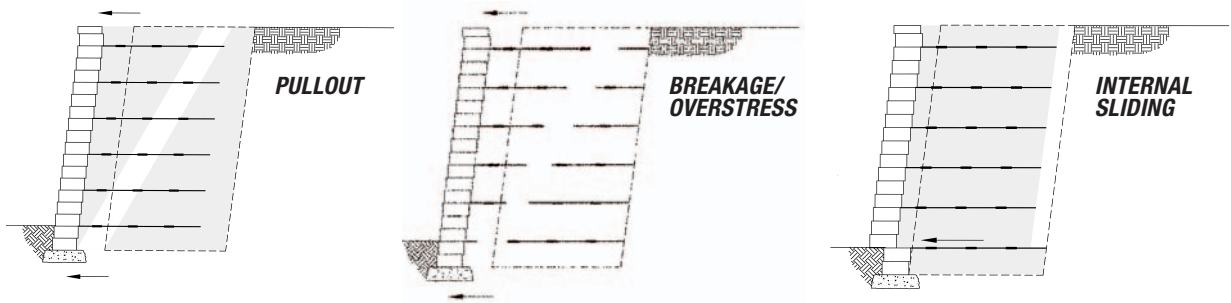 PULLOUT
BREAKAGE/
OVERSTRESS
INTERNAL
SLIDING